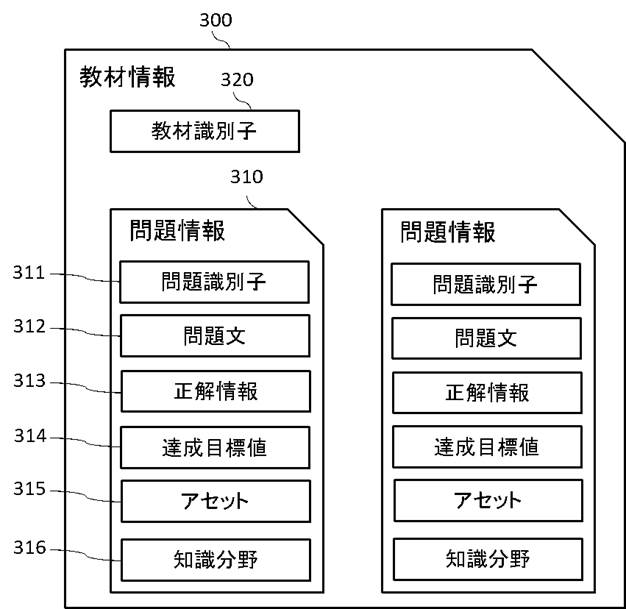 300
教材情報
320
教材識別子
310
問題情報
311
問題識別子
312
問題文
313
正解情報
314
達成目標値
315
アセット
316
知識分野
問題情報
問題識別子
問題文
正解情報
達成目標値
アセット
知識分野